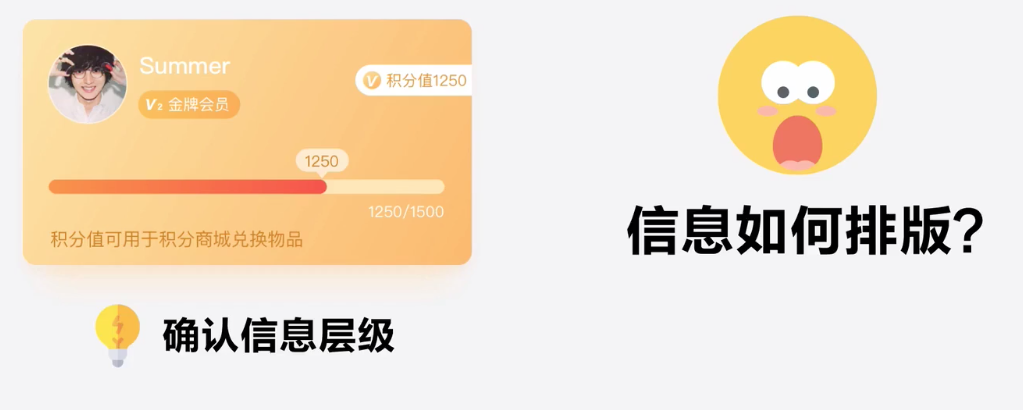 Summer
V2 金牌会员
V 积分值1250
1250
1250/1500
积分值可用于积分商城兑换物品
确认信息层级
信息如何排版?